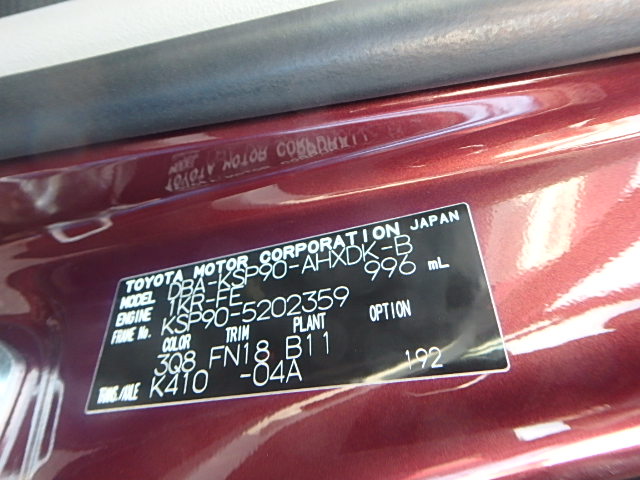 TOYOTA MOTOR CORPORATION JAPAN
MODEL DBA-KSP90-AHXDK-B
ENGINE 1KR-FE 996 mL
FRAME No. KSP90-5202359
COLOR TRIM PLANT OPTION
3Q8 FN18 B11
TRANS./AXLE K410 -04A 192